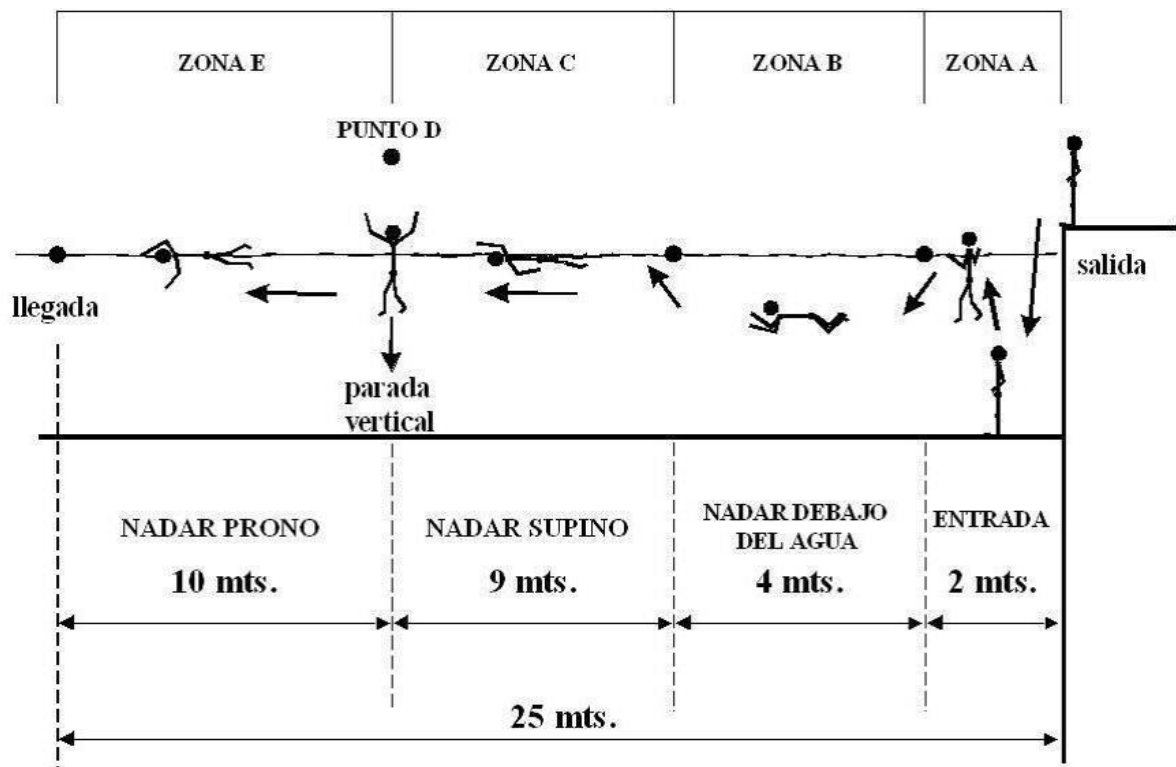 ZONA E
ZONA C
ZONA B
ZONA A
PUNTO D
salida
llegada
parada
vertical
NADAR PRONO
10 mts.
NADAR SUPINO
9 mts.
NADAR DEBAJO
DEL AGUA
4 mts.
ENTRADA
2 mts.
25 mts.